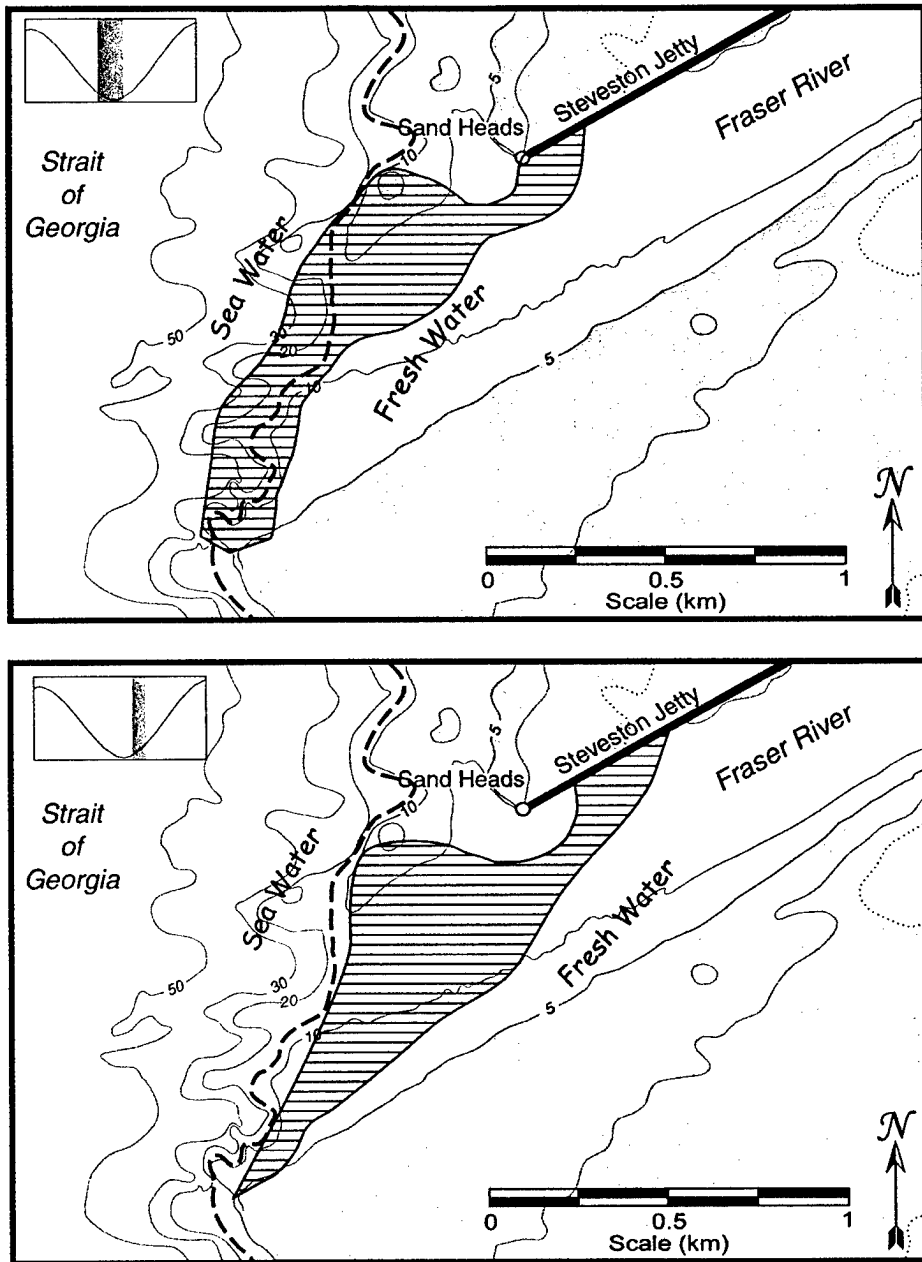 Steveston Jetty
Fraser River
5
Sand Heads
10
Strait
of
Georgia
Sea Water
Fresh Water
50
30
20
10
5
N
0 0.5 1
Scale (km)
Steveston Jetty
Fraser River
5
Sand Heads
10
Strait
of
Georgia
Sea Water
Fresh Water
50
30
20
10
5
N
0 0.5 1
Scale (km)